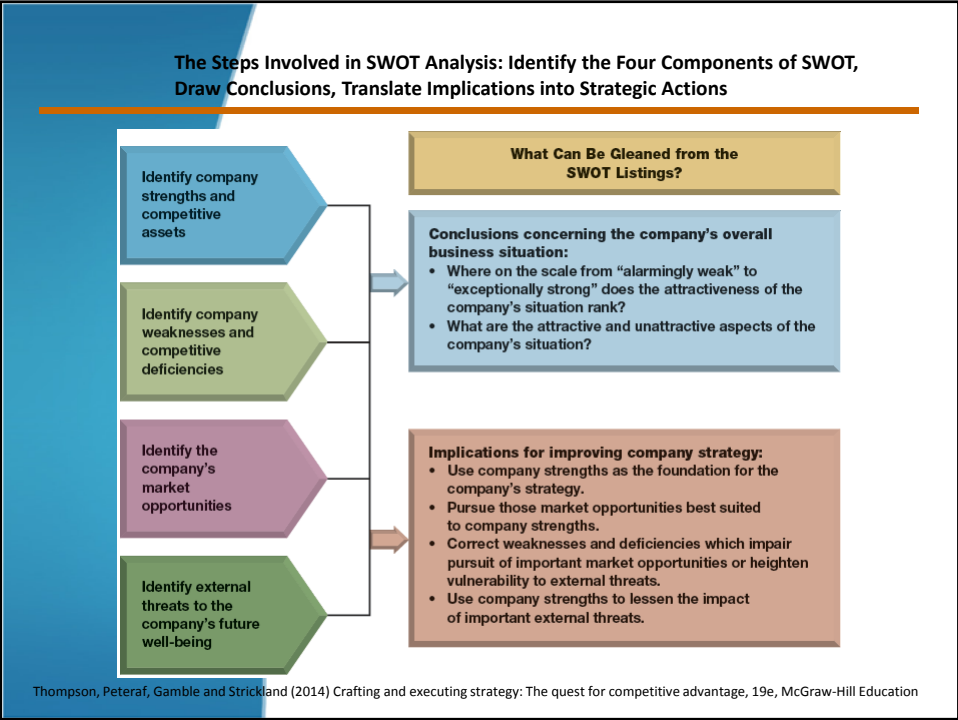 The Steps Involved in SWOT Analysis: Identify the Four Components of SWOT,
Draw Conclusions, Translate Implications into Strategic Actions
Identify company
strengths and
competitive
assets
Identify company
weaknesses and
competitive
deficiencies
Identify the
company's
market
opportunities
Identify external
threats to the
company's future
well-being
What Can Be Gleaned from the
SWOT Listings?
Conclusions concerning the company's overall
business situation:
• Where on the scale from "alarmingly weak" to
"exceptionally strong" does the attractiveness of the
company's situation rank?
• What are the attractive and unattractive aspects of the
company's situation?
Implications for improving company strategy:
• Use company strengths as the foundation for the
company's strategy.
• Pursue those market opportunities best suited
to company strengths.
• Correct weaknesses and deficiencies which impair
pursuit of important market opportunities or heighten
vulnerability to external threats.
• Use company strengths to lessen the impact
of important external threats.
Thompson, Peteraf, Gamble and Strickland (2014) Crafting and executing strategy: The quest for competitive advantage, 19e, McGraw-Hill Education